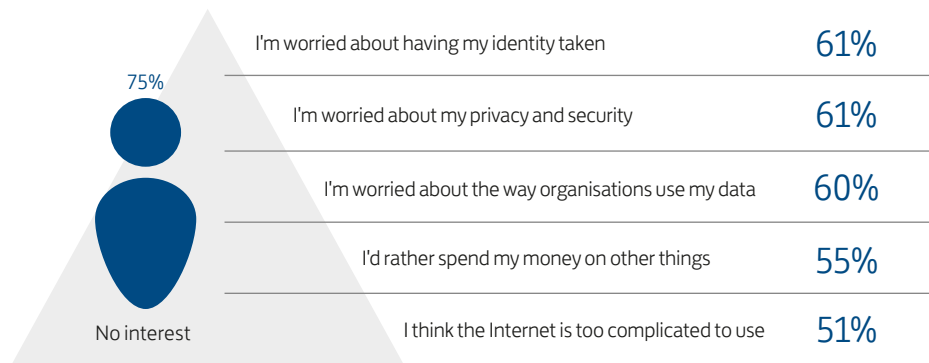 I'm worried about having my identity taken 61%
75%
I'm worried about my privacy and security 61%
I'm worried about the way organisations use my data 60%
I'd rather spend my money on other things 55%
No interest
I think the Internet is too complicated to use 51%